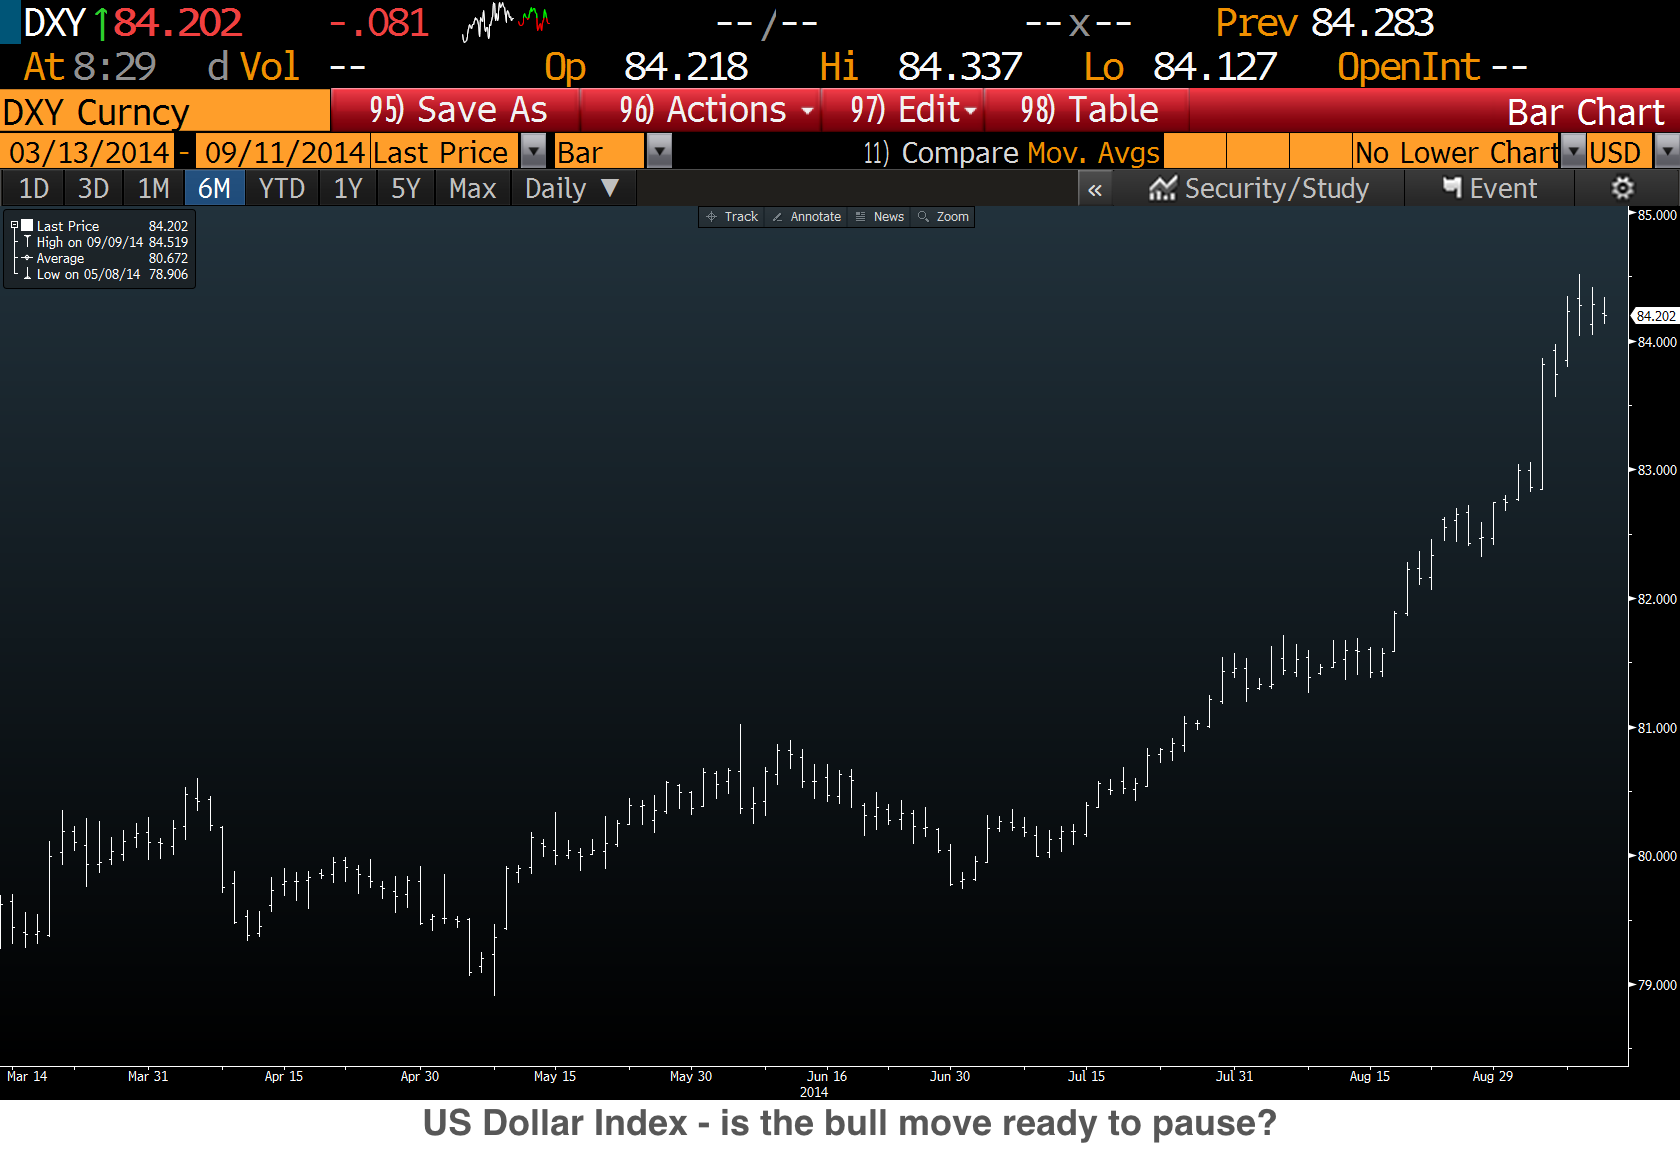 DXY ↑84.202 -.081 --/-- --x-- Prev 84.283
At 8:29 d Vol -- Op 84.218 Hi 84.337 Lo 84.127 OpenInt --
DXY Curncy 95) Save As 96) Actions 97) Edit 98) Table Bar Chart
03/13/2014 - 09/11/2014 Last Price Bar 11) Compare Mov. Avgs No Lower Chart USD
1D 3D 1M 6M YTD 1Y 5Y Max Daily ▼ « Security/Study Event
Track Annotate News Zoom
Last Price 84.202
High on 09/09/14 84.519
Average 80.672
Low on 05/08/14 78.906
85.000
84.202
84.000
83.000
82.000
81.000
80.000
79.000
Mar 14 Mar 31 Apr 15 Apr 30 May 15 May 30 Jun 16 Jun 30 Jul 15 Jul 31 Aug 15 Aug 29
2014
US Dollar Index - is the bull move ready to pause?